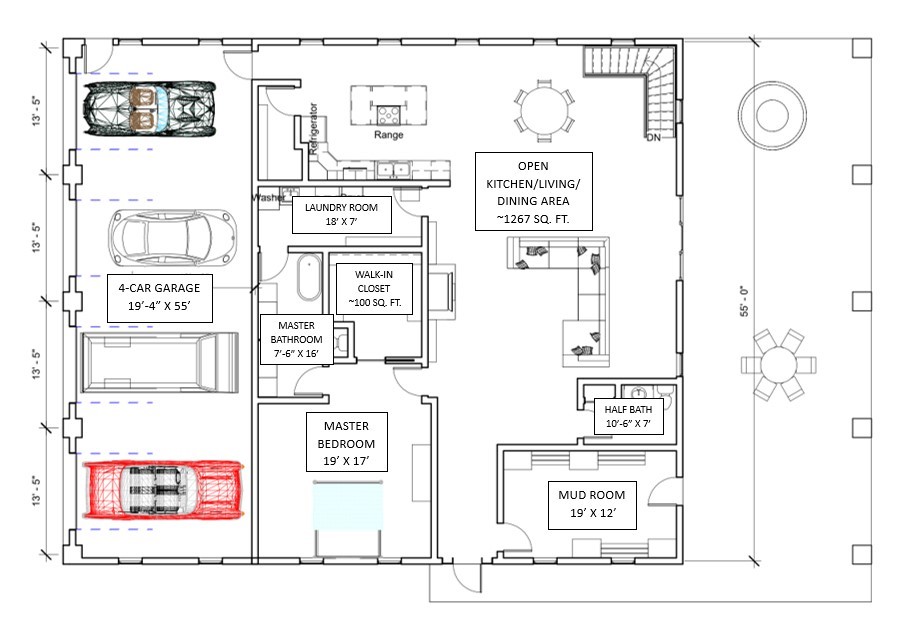 13' - 5"
13' - 5"
13' - 5"
13' - 5"
Refrigerator
Range
DN
OPEN
KITCHEN/LIVING/
DINING AREA
~1267 SQ. FT.
Washer
LAUNDRY ROOM
18' X 7'
4-CAR GARAGE
19'-4" X 55'
WALK-IN
CLOSET
~100 SQ. FT.
MASTER
BATHROOM
7'-6" X 16'
55' - 0"
MASTER
BEDROOM
19' X 17'
HALF BATH
10'-6" X 7'
MUD ROOM
19' X 12'